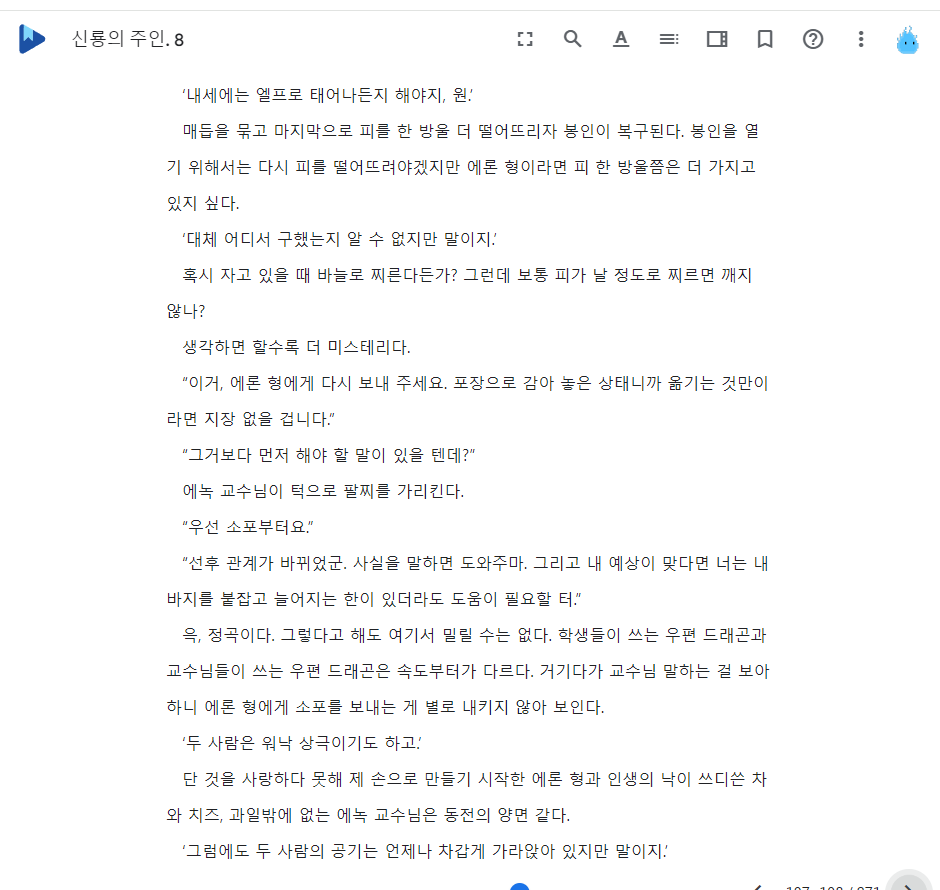 신룡의 주인. 8
‘내세에는 엘프로 태어나든지 해야지, 원.’
매듭을 묶고 마지막으로 피를 한 방울 더 떨어뜨리자 봉인이 복구된다. 봉인을 열
기 위해서는 다시 피를 떨어뜨려야겠지만 에론 형이라면 피 한 방울쯤은 더 가지고
있지 싶다.
‘대체 어디서 구했는지 알 수 없지만 말이지.’
혹시 자고 있을 때 바늘로 찌른다든가? 그런데 보통 피가 날 정도로 찌르면 깨지
않나?
생각하면 할수록 더 미스테리다.
“이거, 에론 형에게 다시 보내 주세요. 포장으로 감아 놓은 상태니까 옮기는 것만이
라면 지장 없을 겁니다.”
“그거보다 먼저 해야 할 말이 있을 텐데?”
에녹 교수님이 턱으로 팔찌를 가리킨다.
“우선 소포부터요.”
“선후 관계가 바뀌었군. 사실을 말하면 도와주마. 그리고 내 예상이 맞다면 너는 내
바지를 붙잡고 늘어지는 한이 있더라도 도움이 필요할 터.”
윽, 정곡이다. 그렇다고 해도 여기서 밀릴 수는 없다. 학생들이 쓰는 우편 드래곤과
교수님들이 쓰는 우편 드래곤은 속도부터가 다르다. 거기다가 교수님 말하는 걸 보아
하니 에론 형에게 소포를 보내는 게 별로 내키지 않아 보인다.
‘두 사람은 워낙 상극이기도 하고.’
단 것을 사랑하다 못해 제 손으로 만들기 시작한 에론 형과 인생의 낙이 쓰디쓴 차
와 치즈, 과일밖에 없는 에녹 교수님은 동전의 양면 같다.
‘그럼에도 두 사람의 공기는 언제나 차갑게 가라앉아 있지만 말이지.’